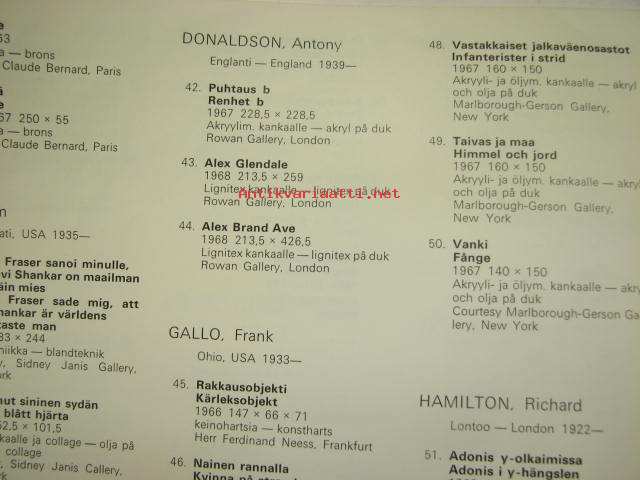 63
— brons
Claude Bernard, Paris
67 250 × 55
— brons
Claude Bernard, Paris
ati, USA 1935—
Fraser sanoi minulle,
vi Shankar on maailman
äin mies
Fraser sade mig, att
hankar är världens
taste man
83 × 244
niikka — blandteknik
y, Sidney Janis Gallery,
rk
ut sininen sydän
blått hjärta
52,5 × 101,5
kaalle ja collage — olja på
collage
, Sidney Janis Gallery,
rk
DONALDSON, Antony
Englanti — England 1939—
42. Puhtaus b
Renhet b
1967 228,5 × 228,5
Akryylim. kankaalle — akryl på duk
Rowan Gallery, London
43. Alex Glendale
1968 213,5 × 259
Lignitex kankaalle — lignitex på duk
Antikvariaatti.net
Rowan Gallery, London
44. Alex Brand Ave
1968 213,5 × 426,5
Lignitex kankaalle — lignitex på duk
Rowan Gallery, London
GALLO, Frank
Ohio, USA 1933—
45. Rakkausobjekti
Kärleksobjekt
1966 147 × 66 × 71
keinohartsia — konstharts
Herr Ferdinand Neess, Frankfurt
46. Nainen rannalla
Kvinna på
48. Vastakkaiset jalkaväenosastot
Infanterister i strid
1967 160 × 150
Akryyli- ja öljym. kankaalle — akryl
och olja på duk
Marlborough-Gerson Gallery,
New York
49. Taivas ja maa
Himmel och jord
1967 160 × 150
Akryyli- ja öljym. kankaalle — akry
och olja på duk
Marlborough-Gerson Gallery,
New York
50. Vanki
Fånge
1967 140 × 150
Akryyli- ja öljym. kankaalle — ak
och olja på duk
Courtesy Marlborough-Gerson Ga
lery, New York
HAMILTON, Richard
Lontoo — London 1922—
51. Adonis y-olkaimissa
Adonis i y-hängslen